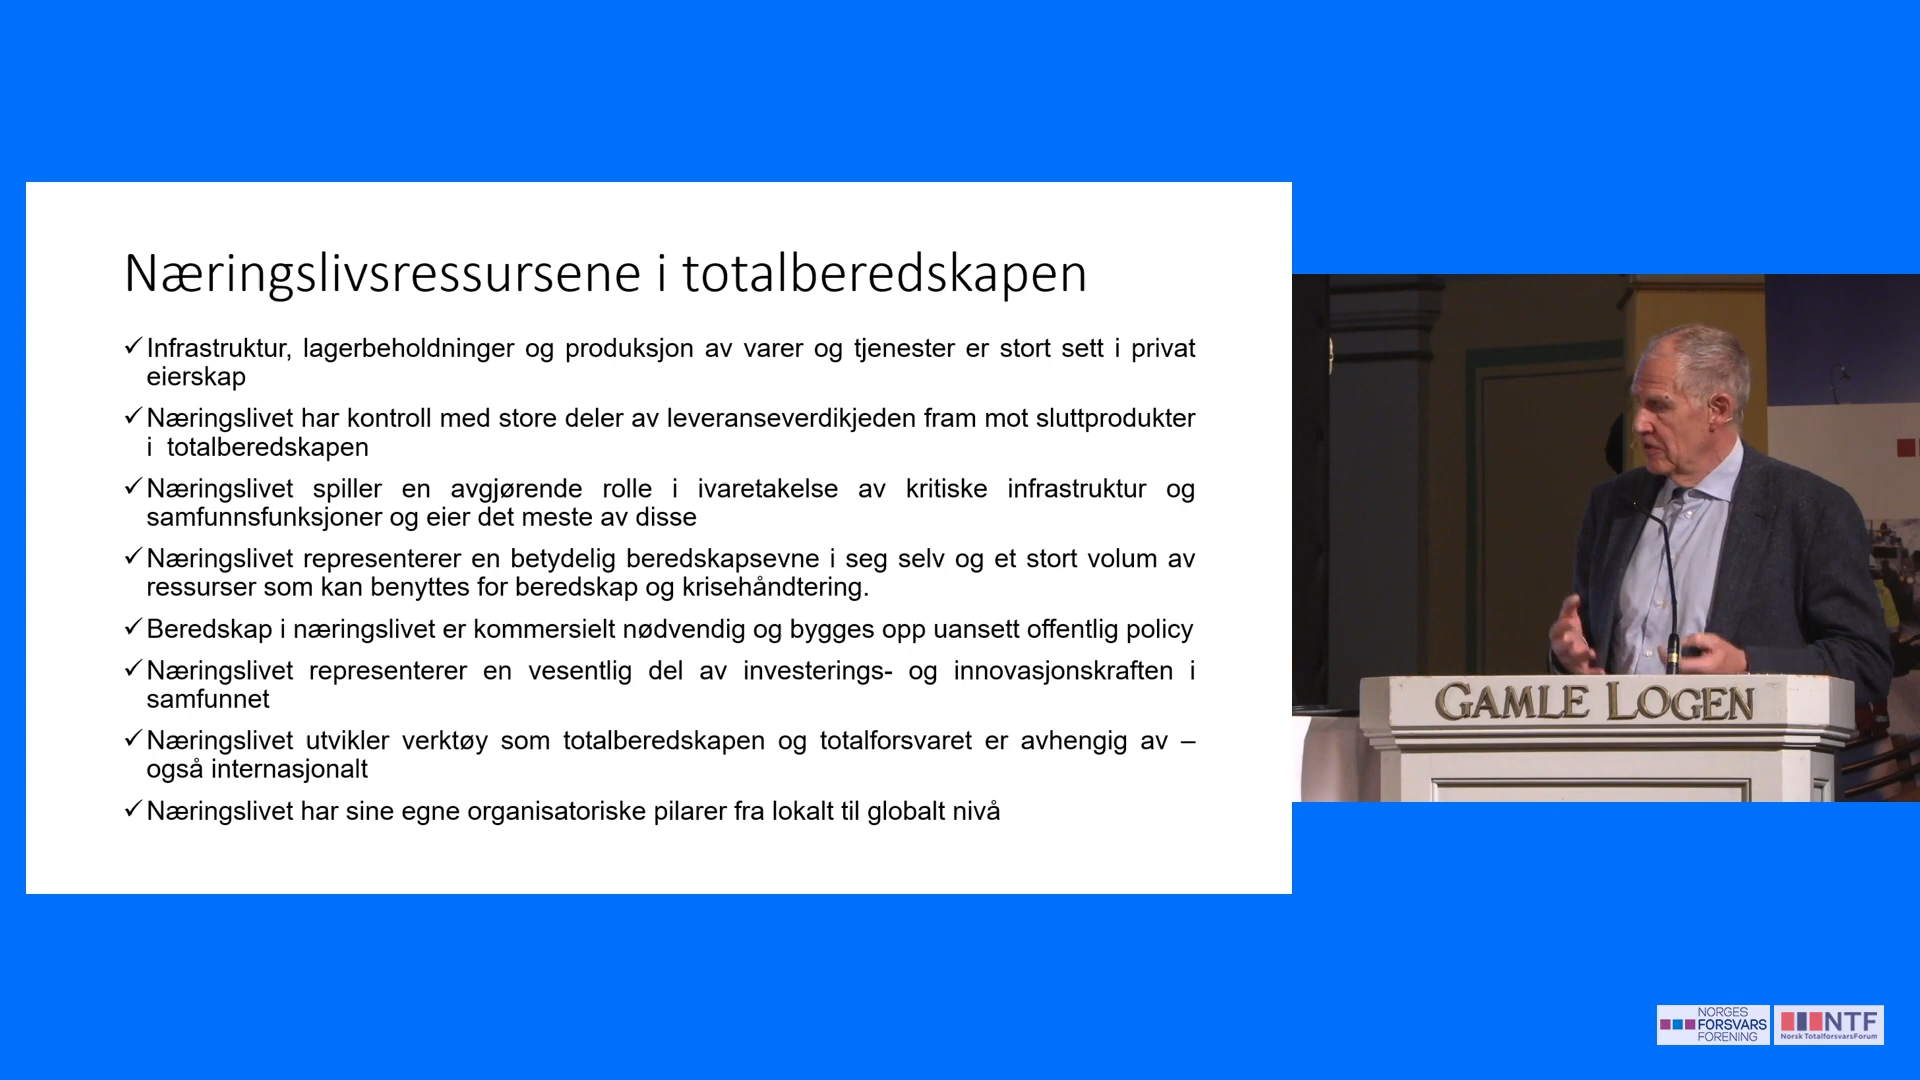 Næringslivsressursene i totalberedskapen
✓ Infrastruktur, lagerbeholdninger og produksjon av varer og tjenester er stort sett i privat
eierskap
✓ Næringslivet har kontroll med store deler av leveranseverdikjeden fram mot sluttprodukter
i totalberedskapen
✓ Næringslivet spiller en avgjørende rolle i ivaretakelse av kritiske infrastruktur og
samfunnsfunksjoner og eier det meste av disse
✓ Næringslivet representerer en betydelig beredskapsevne i seg selv og et stort volum av
ressurser som kan benyttes for beredskap og krisehåndtering.
✓ Beredskap i næringslivet er kommersielt nødvendig og bygges opp uansett offentlig policy
✓ Næringslivet representerer en vesentlig del av investerings- og innovasjonskraften i
samfunnet
✓ Næringslivet utvikler verktøy som totalberedskapen og totalforsvaret er avhengig av –
også internasjonalt
✓ Næringslivet har sine egne organisatoriske pilarer fra lokalt til globalt nivå
GAMLE LOGEN
NORGES
FORSVARS
FORENING
NTF
Norsk TotalforsvarsForum